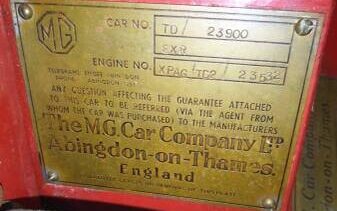 MG
CAR NO. TD / 23900
EXR
ENGINE NO. XPAG/TD2/23532
ANY QUESTION AFFECTING THE GUARANTEE ATTACHED
TO THIS CAR TO BE REFERRED (VIA THE AGENT FROM
WHOM THE CAR WAS PURCHASED) TO THE MANUFACTURERS
The M.G. Car Company LTD
Abingdon-on-Thames.
England